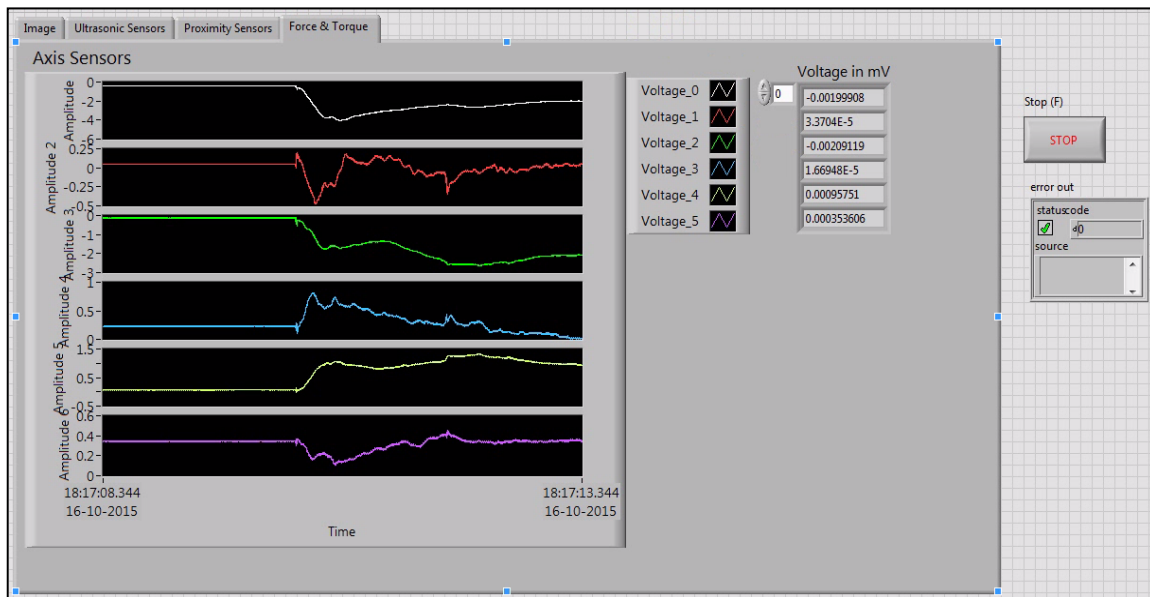 Image Ultrasonic Sensors Proximity Sensors Force & Torque
Axis Sensors
Amplitude
0
-2
-4
-6
Amplitude 2
0.25
0
-0.25
-0.5
Amplitude 3
0
-1
-2
-3
Amplitude 4
1
0.5
0
Amplitude 5
1.5
0.5
-0.5
Amplitude 6
0.6
0.4
0.2
0
18:17:08.344 18:17:13.344
16-10-2015 16-10-2015
Time
Voltage_0
Voltage_1
Voltage_2
Voltage_3
Voltage_4
Voltage_5
0
Voltage in mV
-0.00199908
3.3704E-5
-0.00209119
1.66948E-5
0.00095751
0.000353606
Stop (F)
STOP
error out
status code
d0
source